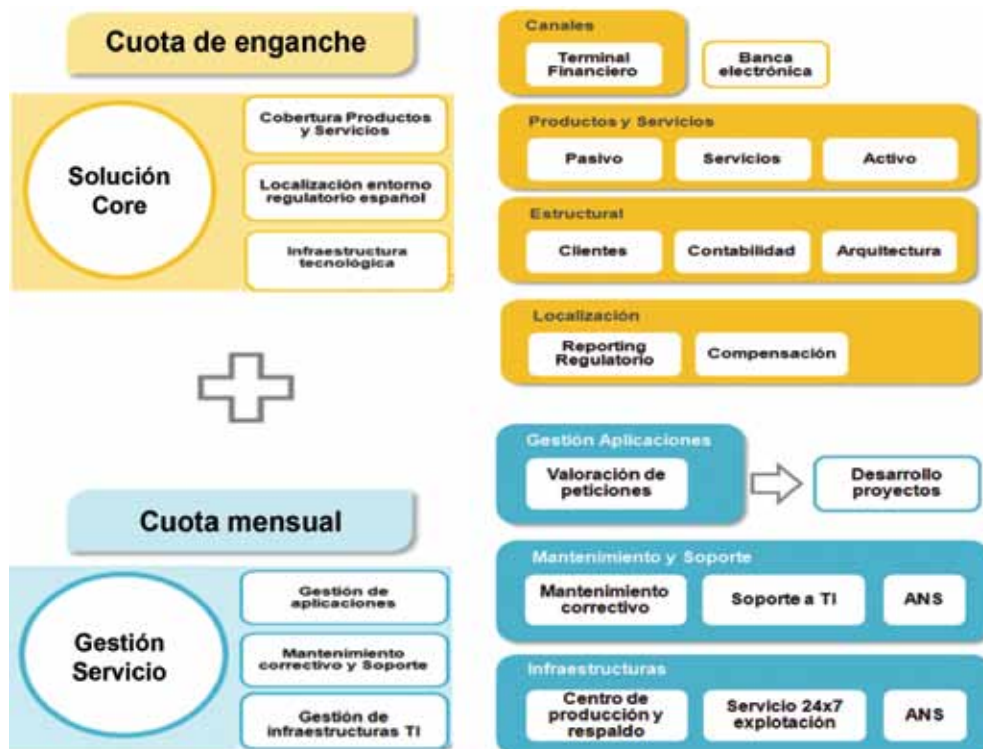 Cuota de enganche
Solución
Core
Cobertura Productos
y Servicios
Localización entorno
regulatorio español
Infraestructura
tecnológica
Canales
Terminal
Financiero
Banca
electrónica
Productos y Servicios
Pasivo
Servicios
Activo
Estructural
Clientes
Contabilidad
Arquitectura
Localización
Reporting
Regulatorio
Compensación
Cuota mensual
Gestión
Servicio
Gestión de
aplicaciones
Mantenimiento
correctivo y Soporte
Gestión de
infraestructuras TI
Gestión Aplicaciones
Valoración de
peticiones
Desarrollo
proyectos
Mantenimiento y Soporte
Mantenimiento
correctivo
Soporte a TI
ANS
Infraestructuras
Centro de
producción y
respaldo
Servicio 24x7
explotación
ANS